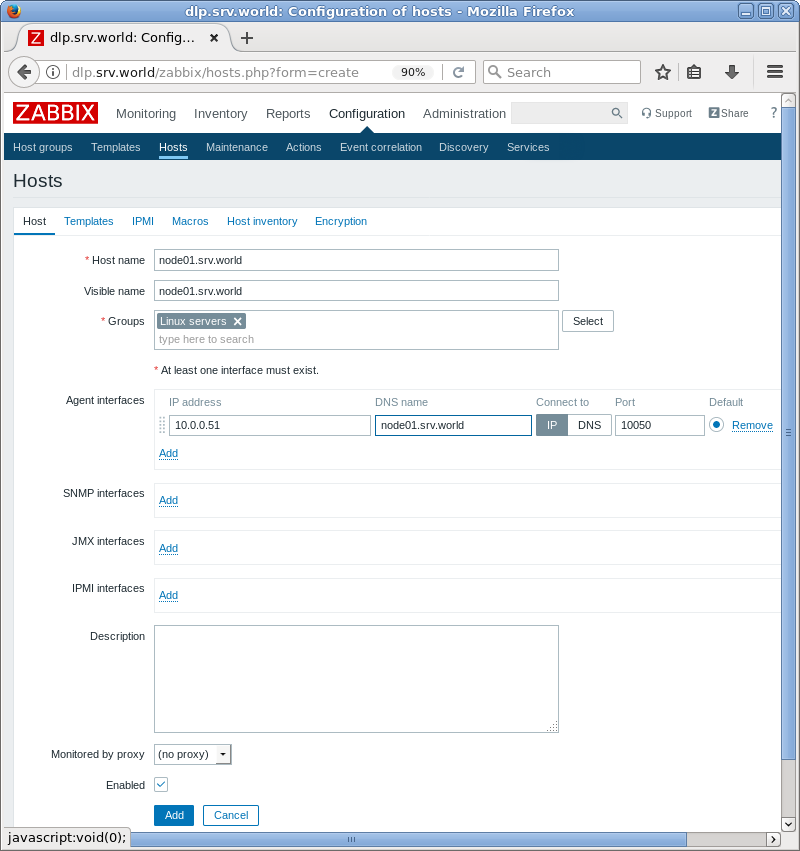 dlp.srv.world: Configuration of hosts - Mozilla Firefox
Z dlp.srv.world: Config... × +
dlp.srv.world/zabbix/hosts.php?form=create 90% Search
ZABBIX Monitoring Inventory Reports Configuration Administration Support Z Share ?
Host groups Templates Hosts Maintenance Actions Event correlation Discovery Services
Hosts
Host Templates IPMI Macros Host inventory Encryption
* Host name node01.srv.world
Visible name node01.srv.world
* Groups Linux servers × Select
type here to search
* At least one interface must exist.
Agent interfaces IP address DNS name Connect to Port Default
10.0.0.51 node01.srv.world IP DNS 10050 Remove
Add
SNMP interfaces Add
JMX interfaces Add
IPMI interfaces Add
Description
Monitored by proxy (no proxy)
Enabled
Add Cancel
javascript:void(0);